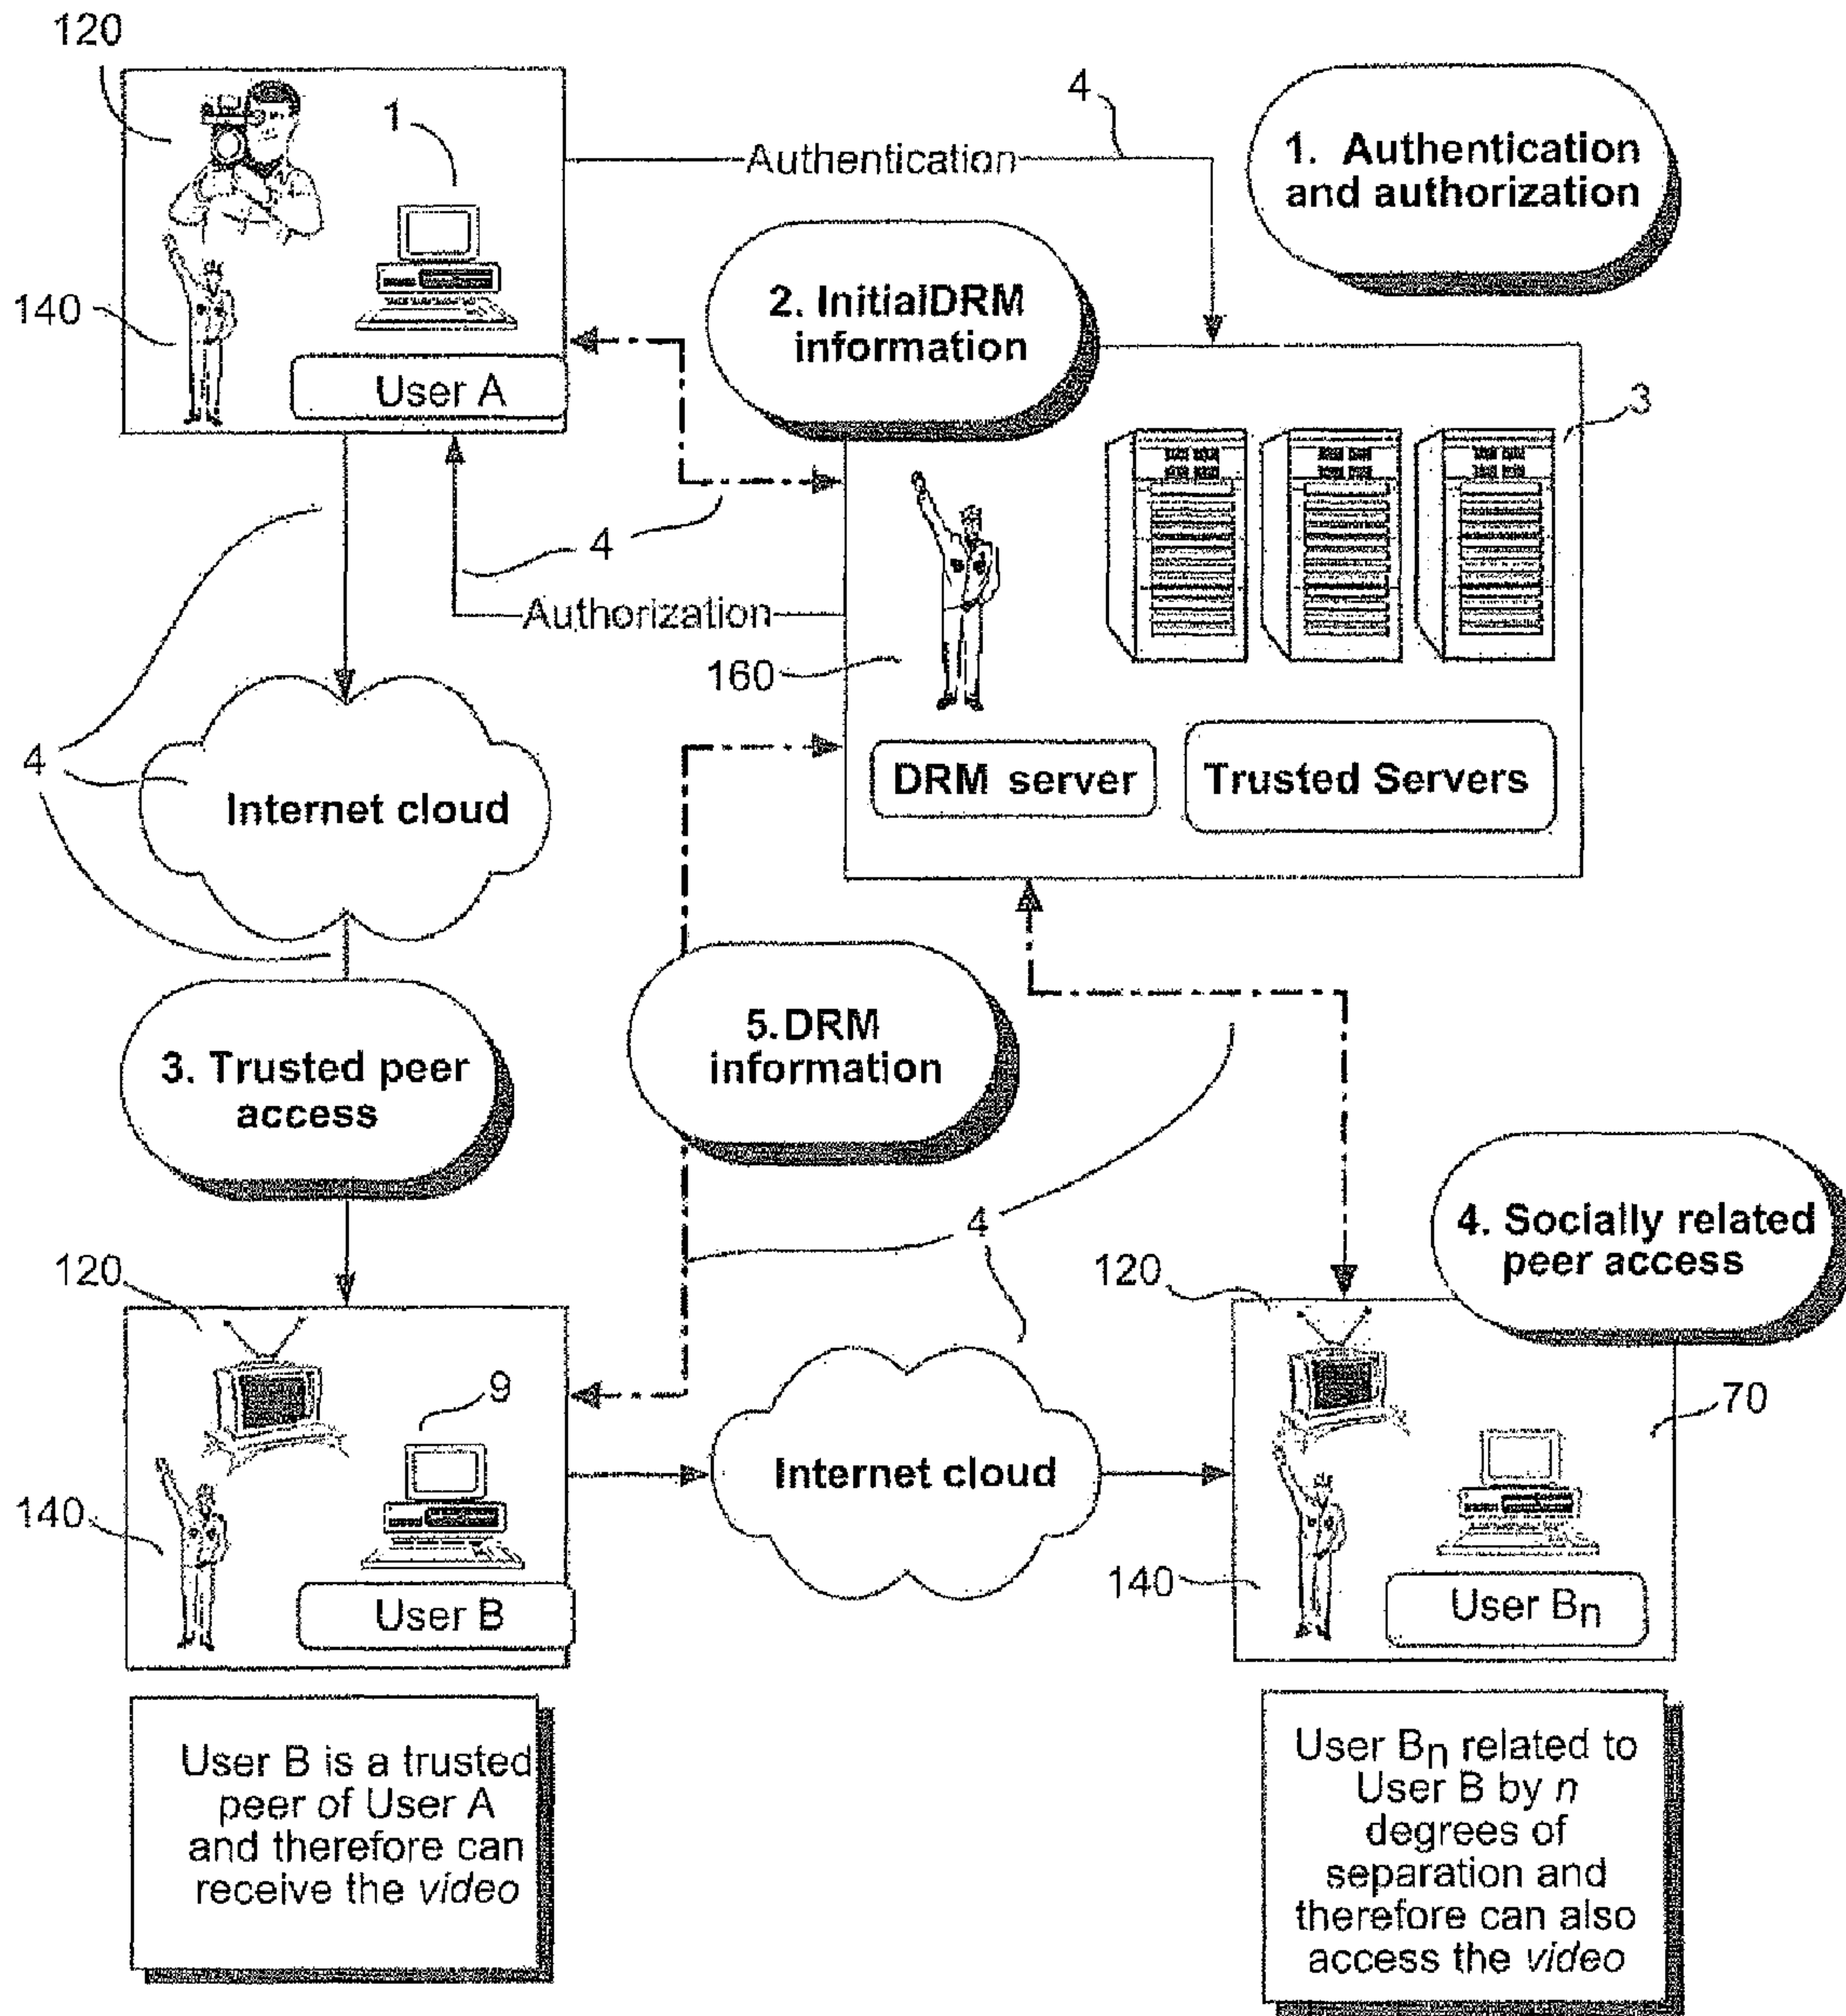 120
1
4
Authentication
1. Authentication
and authorization
2. InitialDRM
information
140
User A
3
4
Authorization
160
4
Internet cloud
DRM server
Trusted Servers
3. Trusted peer
access
5.DRM
information
4
4. Socially related
peer access
120
120
9
70
Internet cloud
140
140
User B
User Bn
User B is a trusted
peer of User A
and therefore can
receive the video
User Bn related to
User B by n
degrees of
separation and
therefore can also
access the video